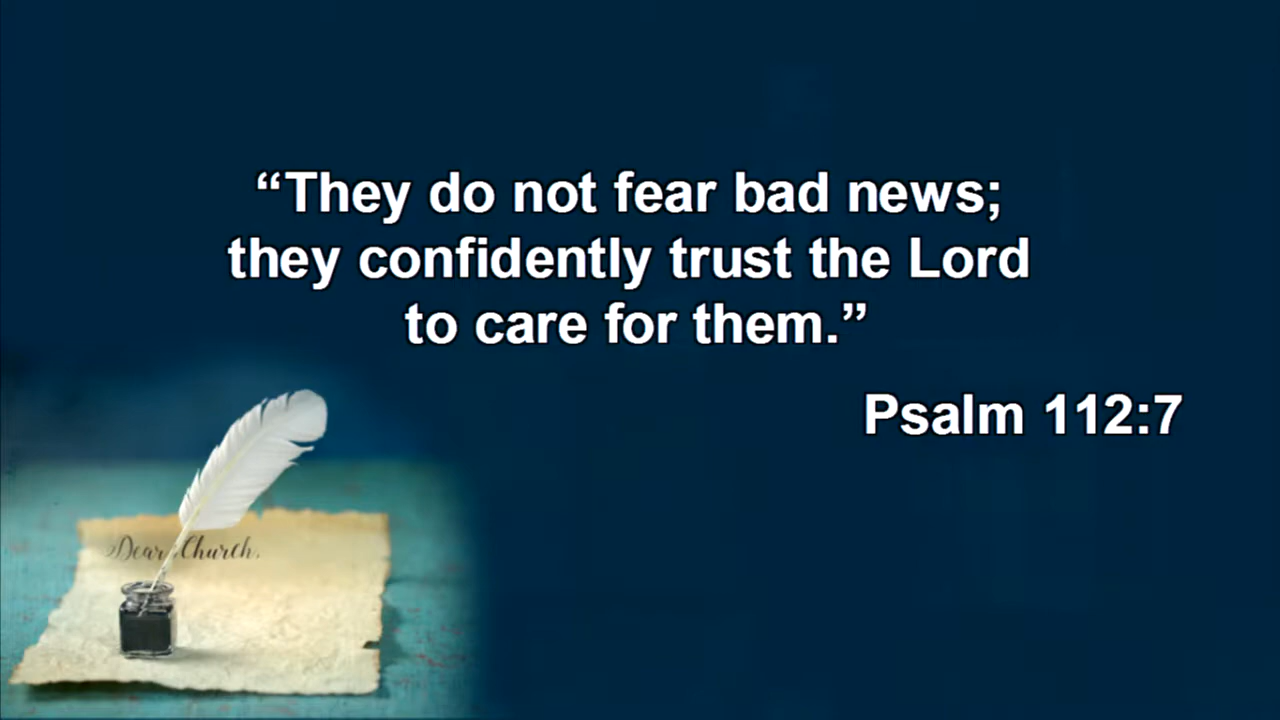 “They do not fear bad news;
they confidently trust the Lord
to care for them.”
Psalm 112:7
Dear Church,